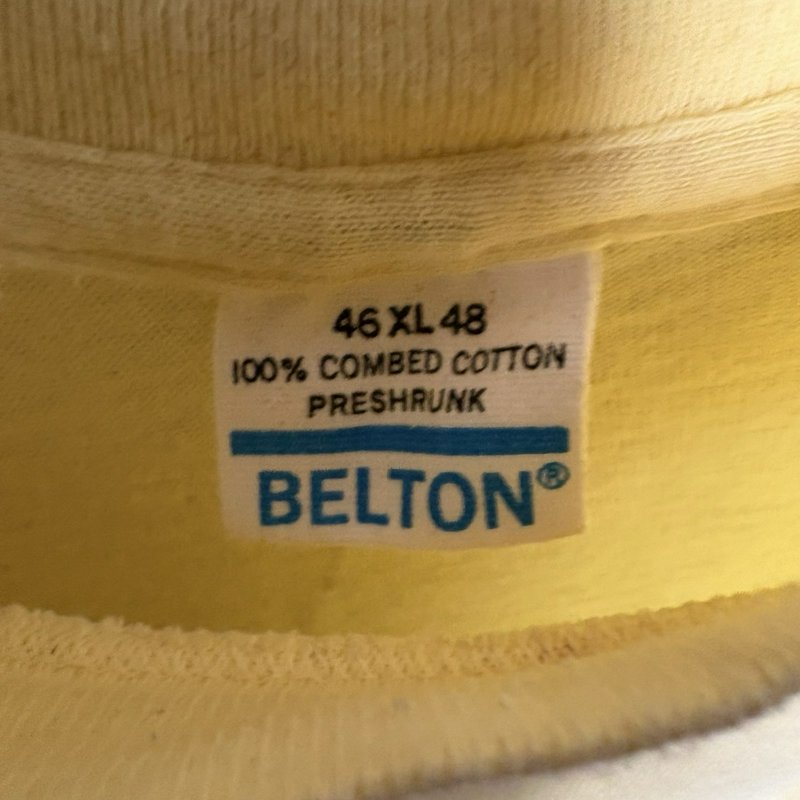 46 XL 48
100% COMBED COTTON
PRESHRUNK
BELTON®